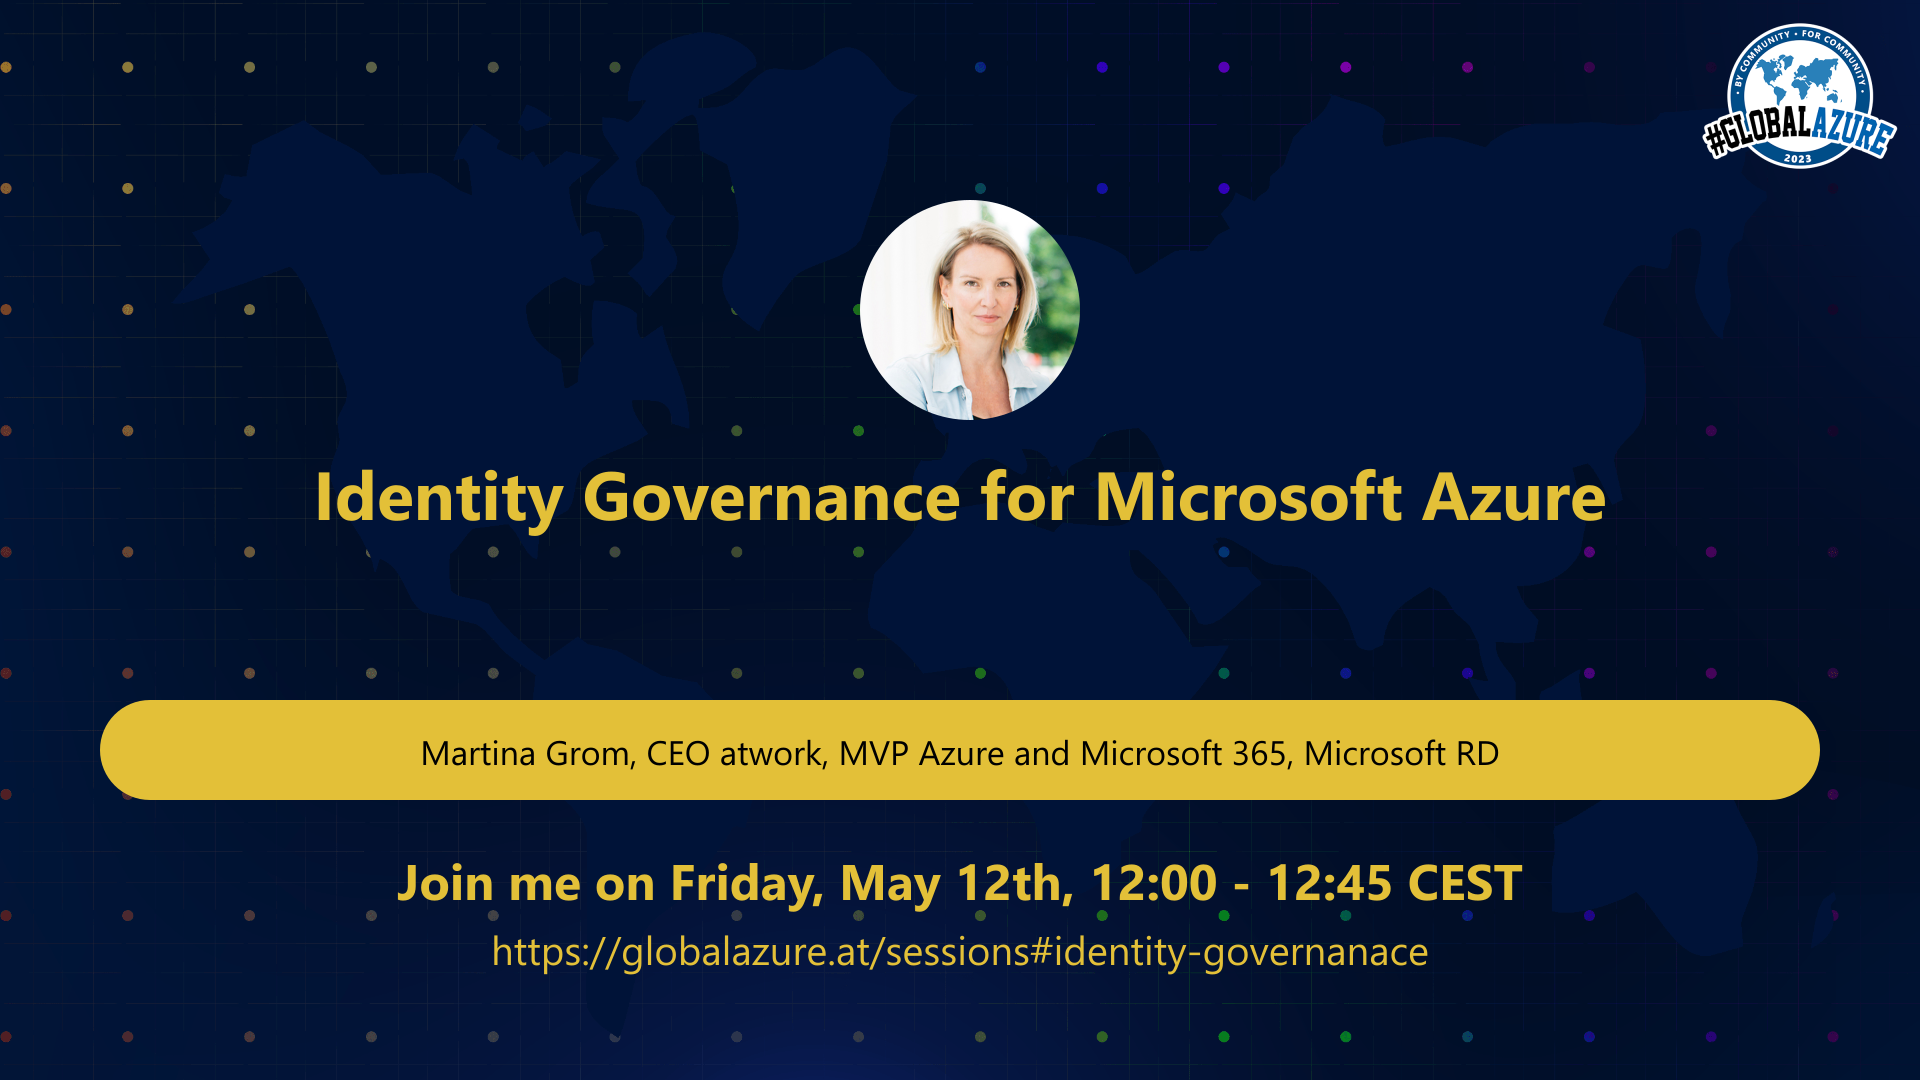 • BY COMMUNITY • FOR COMMUNITY •
#GLOBALAZURE
2023
Identity Governance for Microsoft Azure
Martina Grom, CEO atwork, MVP Azure and Microsoft 365, Microsoft RD
Join me on Friday, May 12th, 12:00 - 12:45 CEST
https://globalazure.at/sessions#identity-governanace